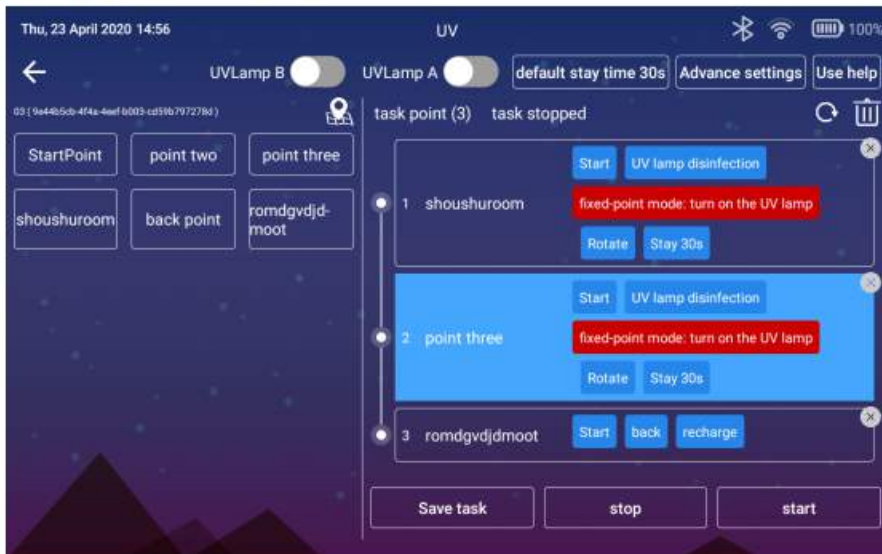 Thu, 23 April 2020 14:56
UV
100%
UVLamp B
UVLamp A
default stay time 30s
Advance settings
Use help
task point (3)
task stopped
StartPoint
point two
point three
shoushuroom
back point
romdgvdjd-
moot
1 shoushuroom
Start
UV lamp disinfection
fixed-point mode: turn on the UV lamp
Rotate
Stay 30s
2 point three
Start
UV lamp disinfection
fixed-point mode: turn on the UV lamp
Rotate
Stay 30s
3 romdgvdjdmoot
Start
back
recharge
Save task
stop
start